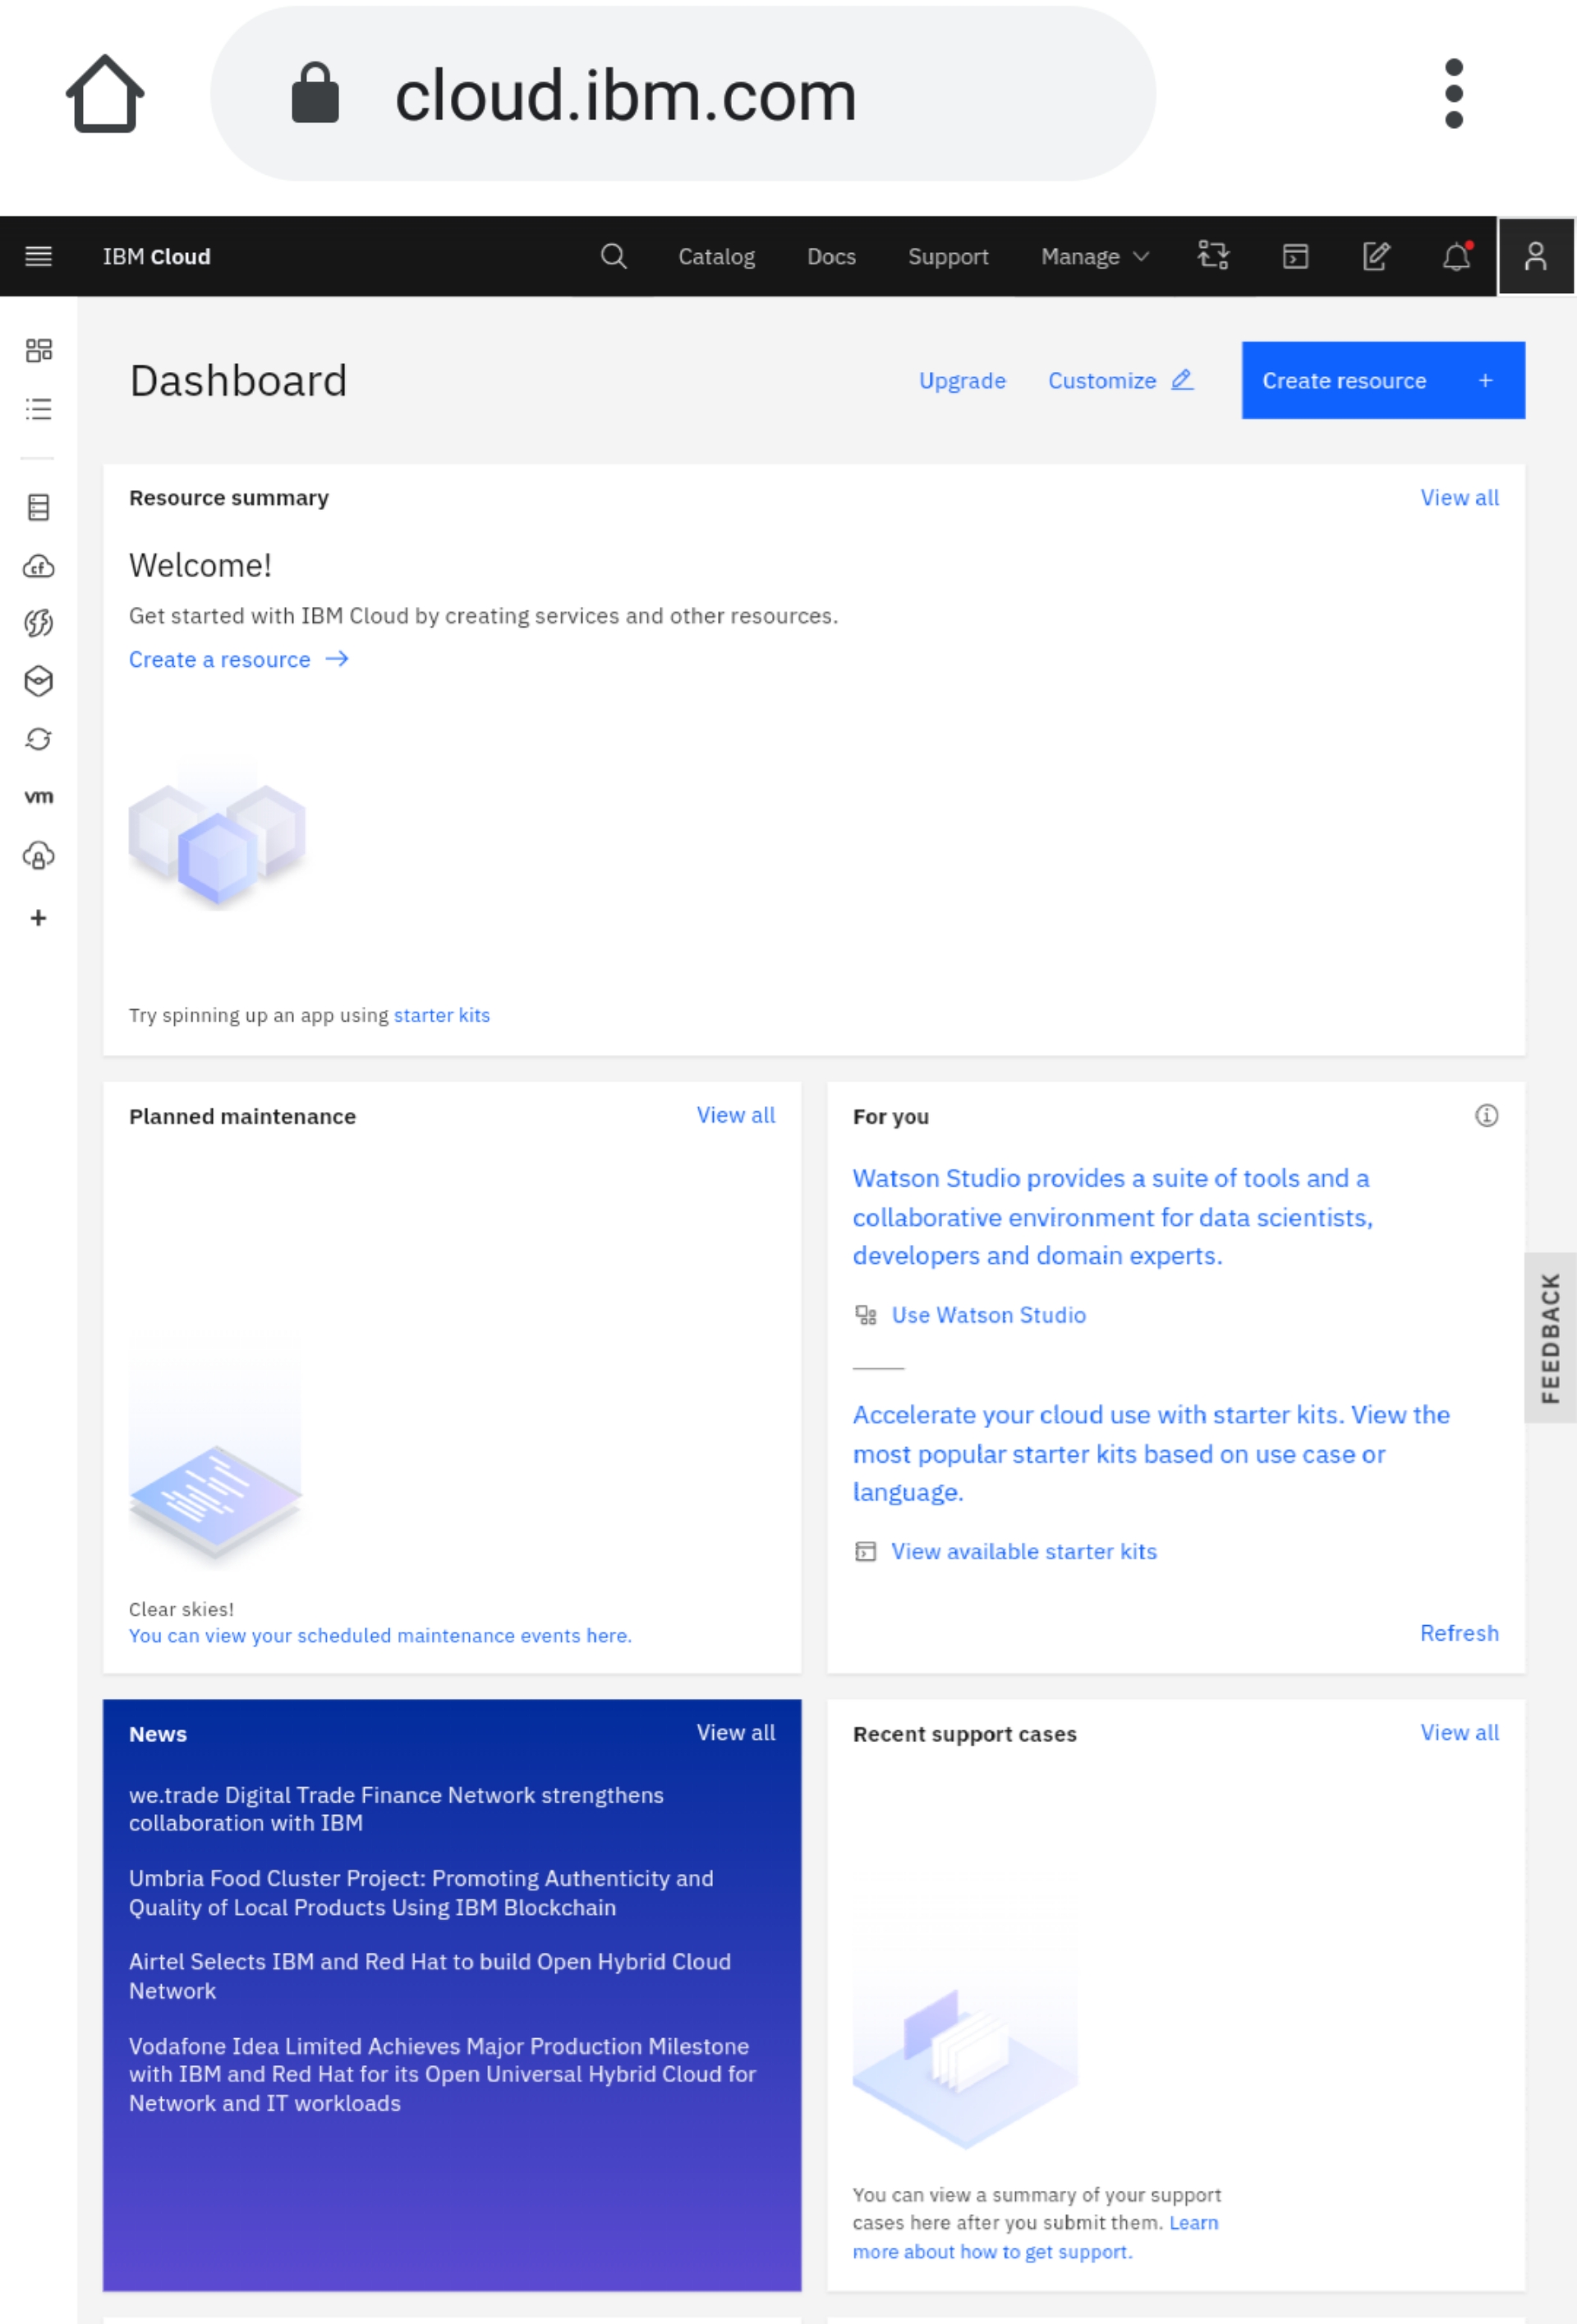 cloud.ibm.com
IBM Cloud
Catalog
Docs
Support
Manage
Dashboard
Upgrade
Customize
Create resource +
Resource summary
View all
Welcome!
Get started with IBM Cloud by creating services and other resources.
Create a resource →
cf
vm
+
Try spinning up an app using starter kits
Planned maintenance
View all
Clear skies!
You can view your scheduled maintenance events here.
For you
Watson Studio provides a suite of tools and a
collaborative environment for data scientists,
developers and domain experts.
Use Watson Studio
Accelerate your cloud use with starter kits. View the
most popular starter kits based on use case or
language.
View available starter kits
Refresh
FEEDBACK
News
View all
we.trade Digital Trade Finance Network strengthens
collaboration with IBM
Umbria Food Cluster Project: Promoting Authenticity and
Quality of Local Products Using IBM Blockchain
Airtel Selects IBM and Red Hat to build Open Hybrid Cloud
Network
Vodafone Idea Limited Achieves Major Production Milestone
with IBM and Red Hat for its Open Universal Hybrid Cloud for
Network and IT workloads
Recent support cases
View all
You can view a summary of your support
cases here after you submit them. Learn
more about how to get support.